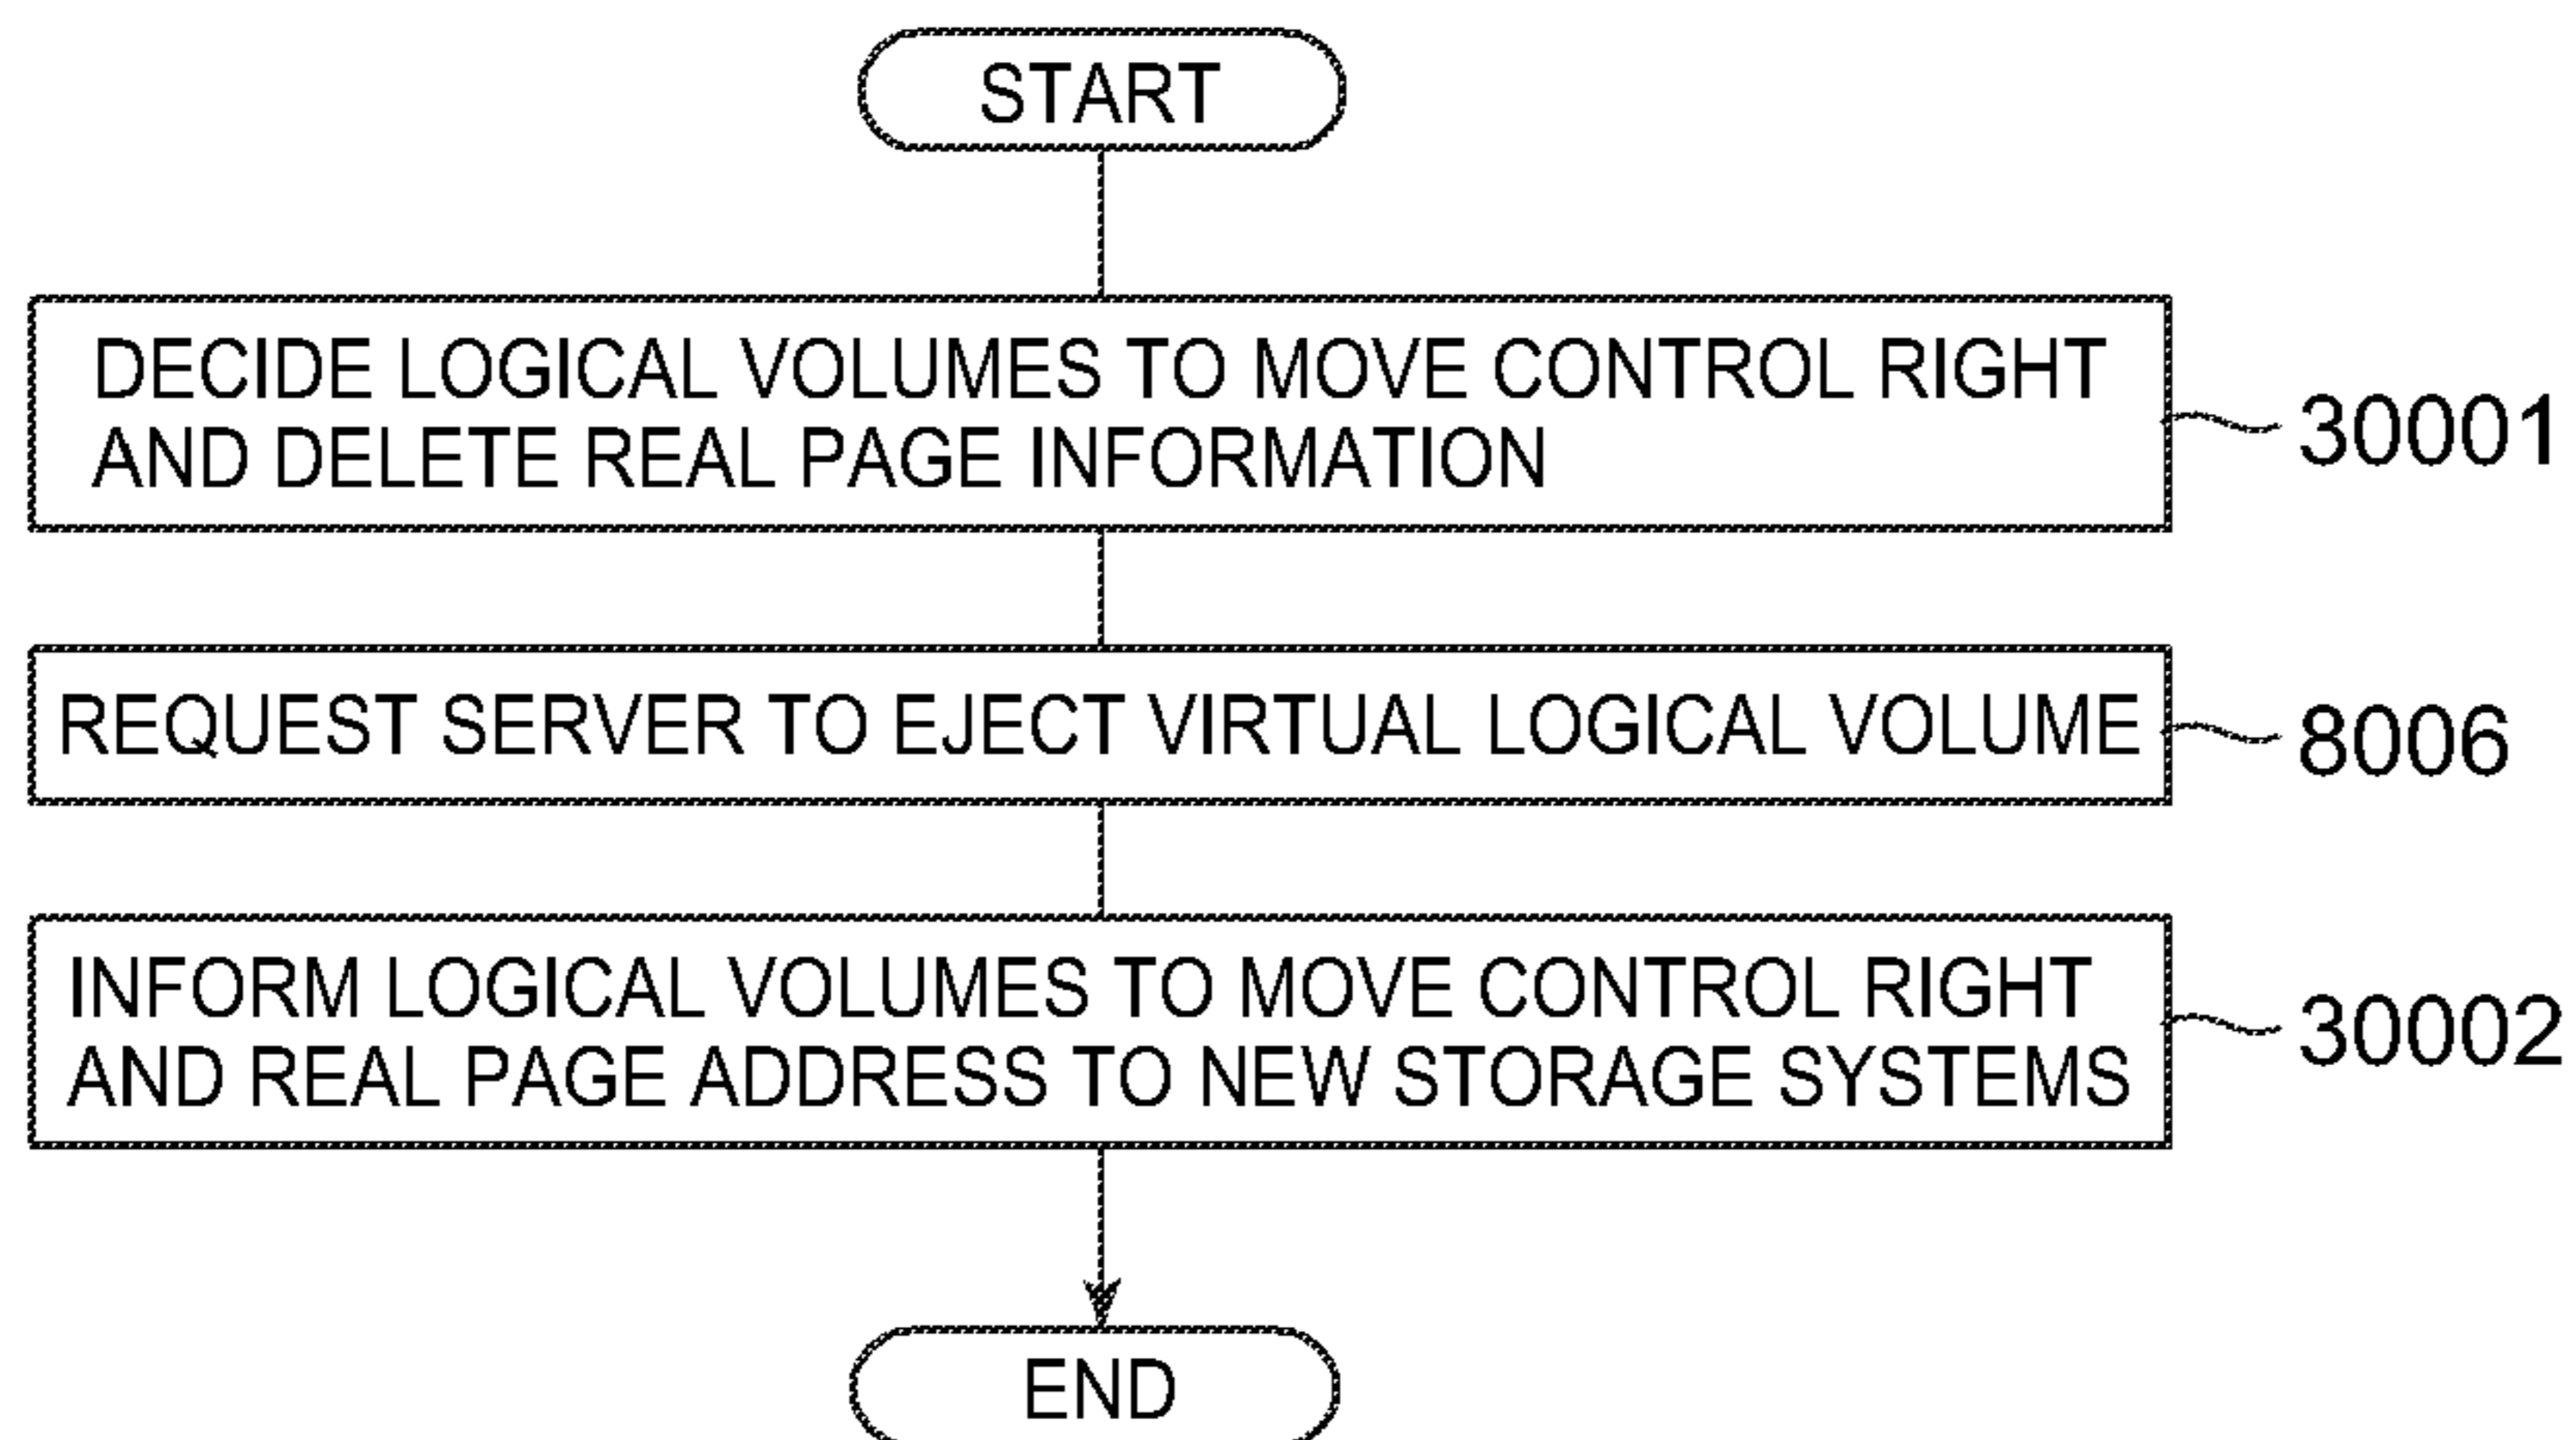 START
DECIDE LOGICAL VOLUMES TO MOVE CONTROL RIGHT
AND DELETE REAL PAGE INFORMATION
30001
REQUEST SERVER TO EJECT VIRTUAL LOGICAL VOLUME
8006
INFORM LOGICAL VOLUMES TO MOVE CONTROL RIGHT
AND REAL PAGE ADDRESS TO NEW STORAGE SYSTEMS
30002
END